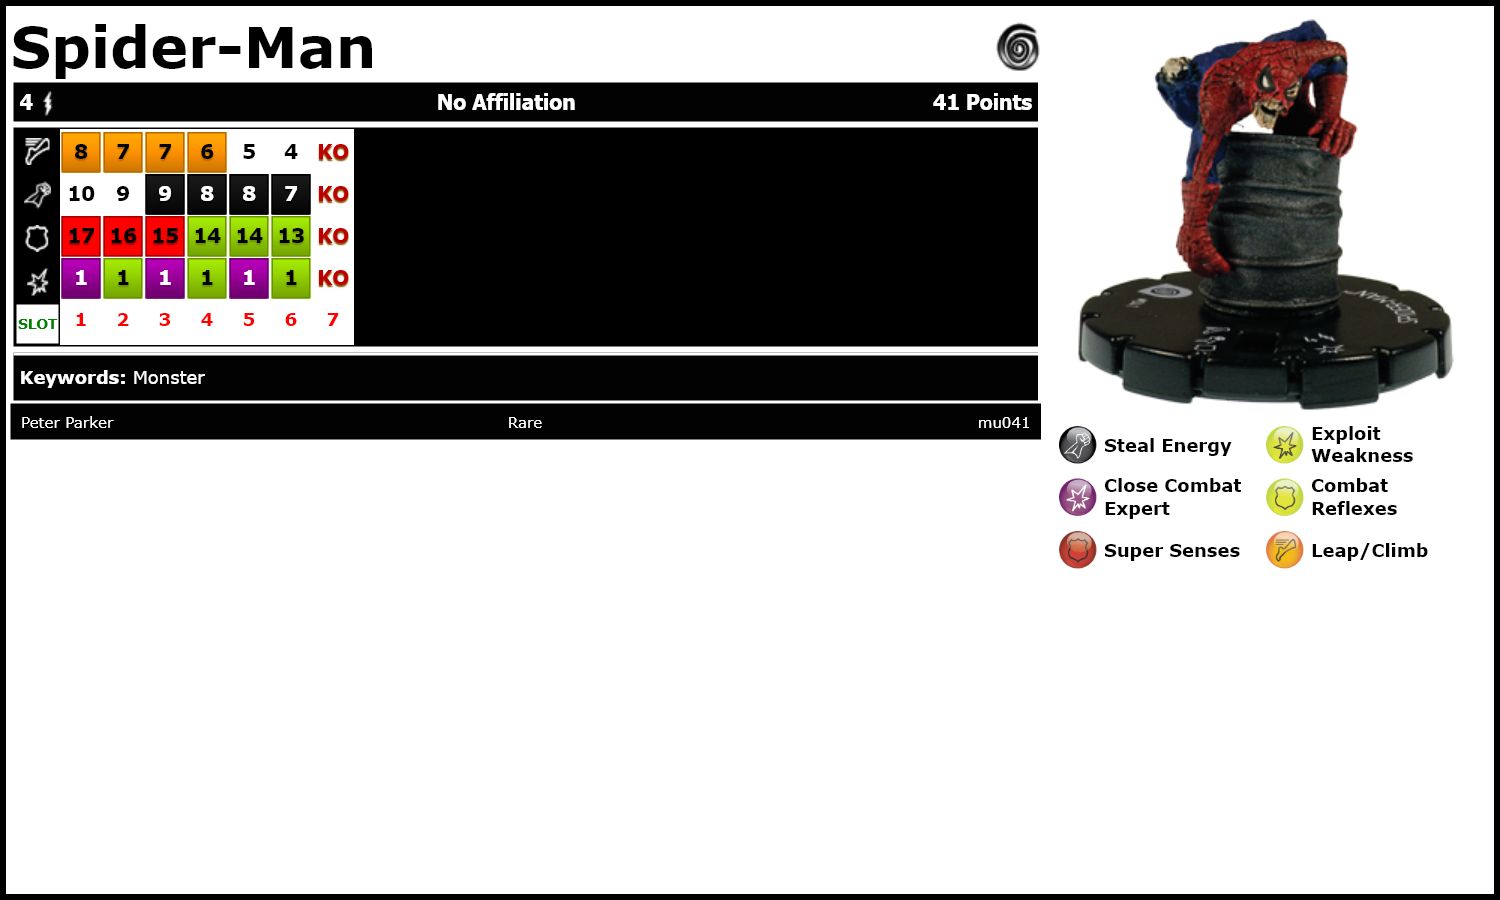 Spider-Man
4 No Affiliation 41 Points
8 7 7 6 5 4 KO
10 9 9 8 8 7 KO
17 16 15 14 14 13 KO
1 1 1 1 1 1 KO
SLOT 1 2 3 4 5 6 7
Keywords: Monster
Peter Parker Rare mu041
SPIDER-MAN
Steal Energy
Exploit
Weakness
Close Combat
Expert
Combat
Reflexes
Super Senses
Leap/Climb